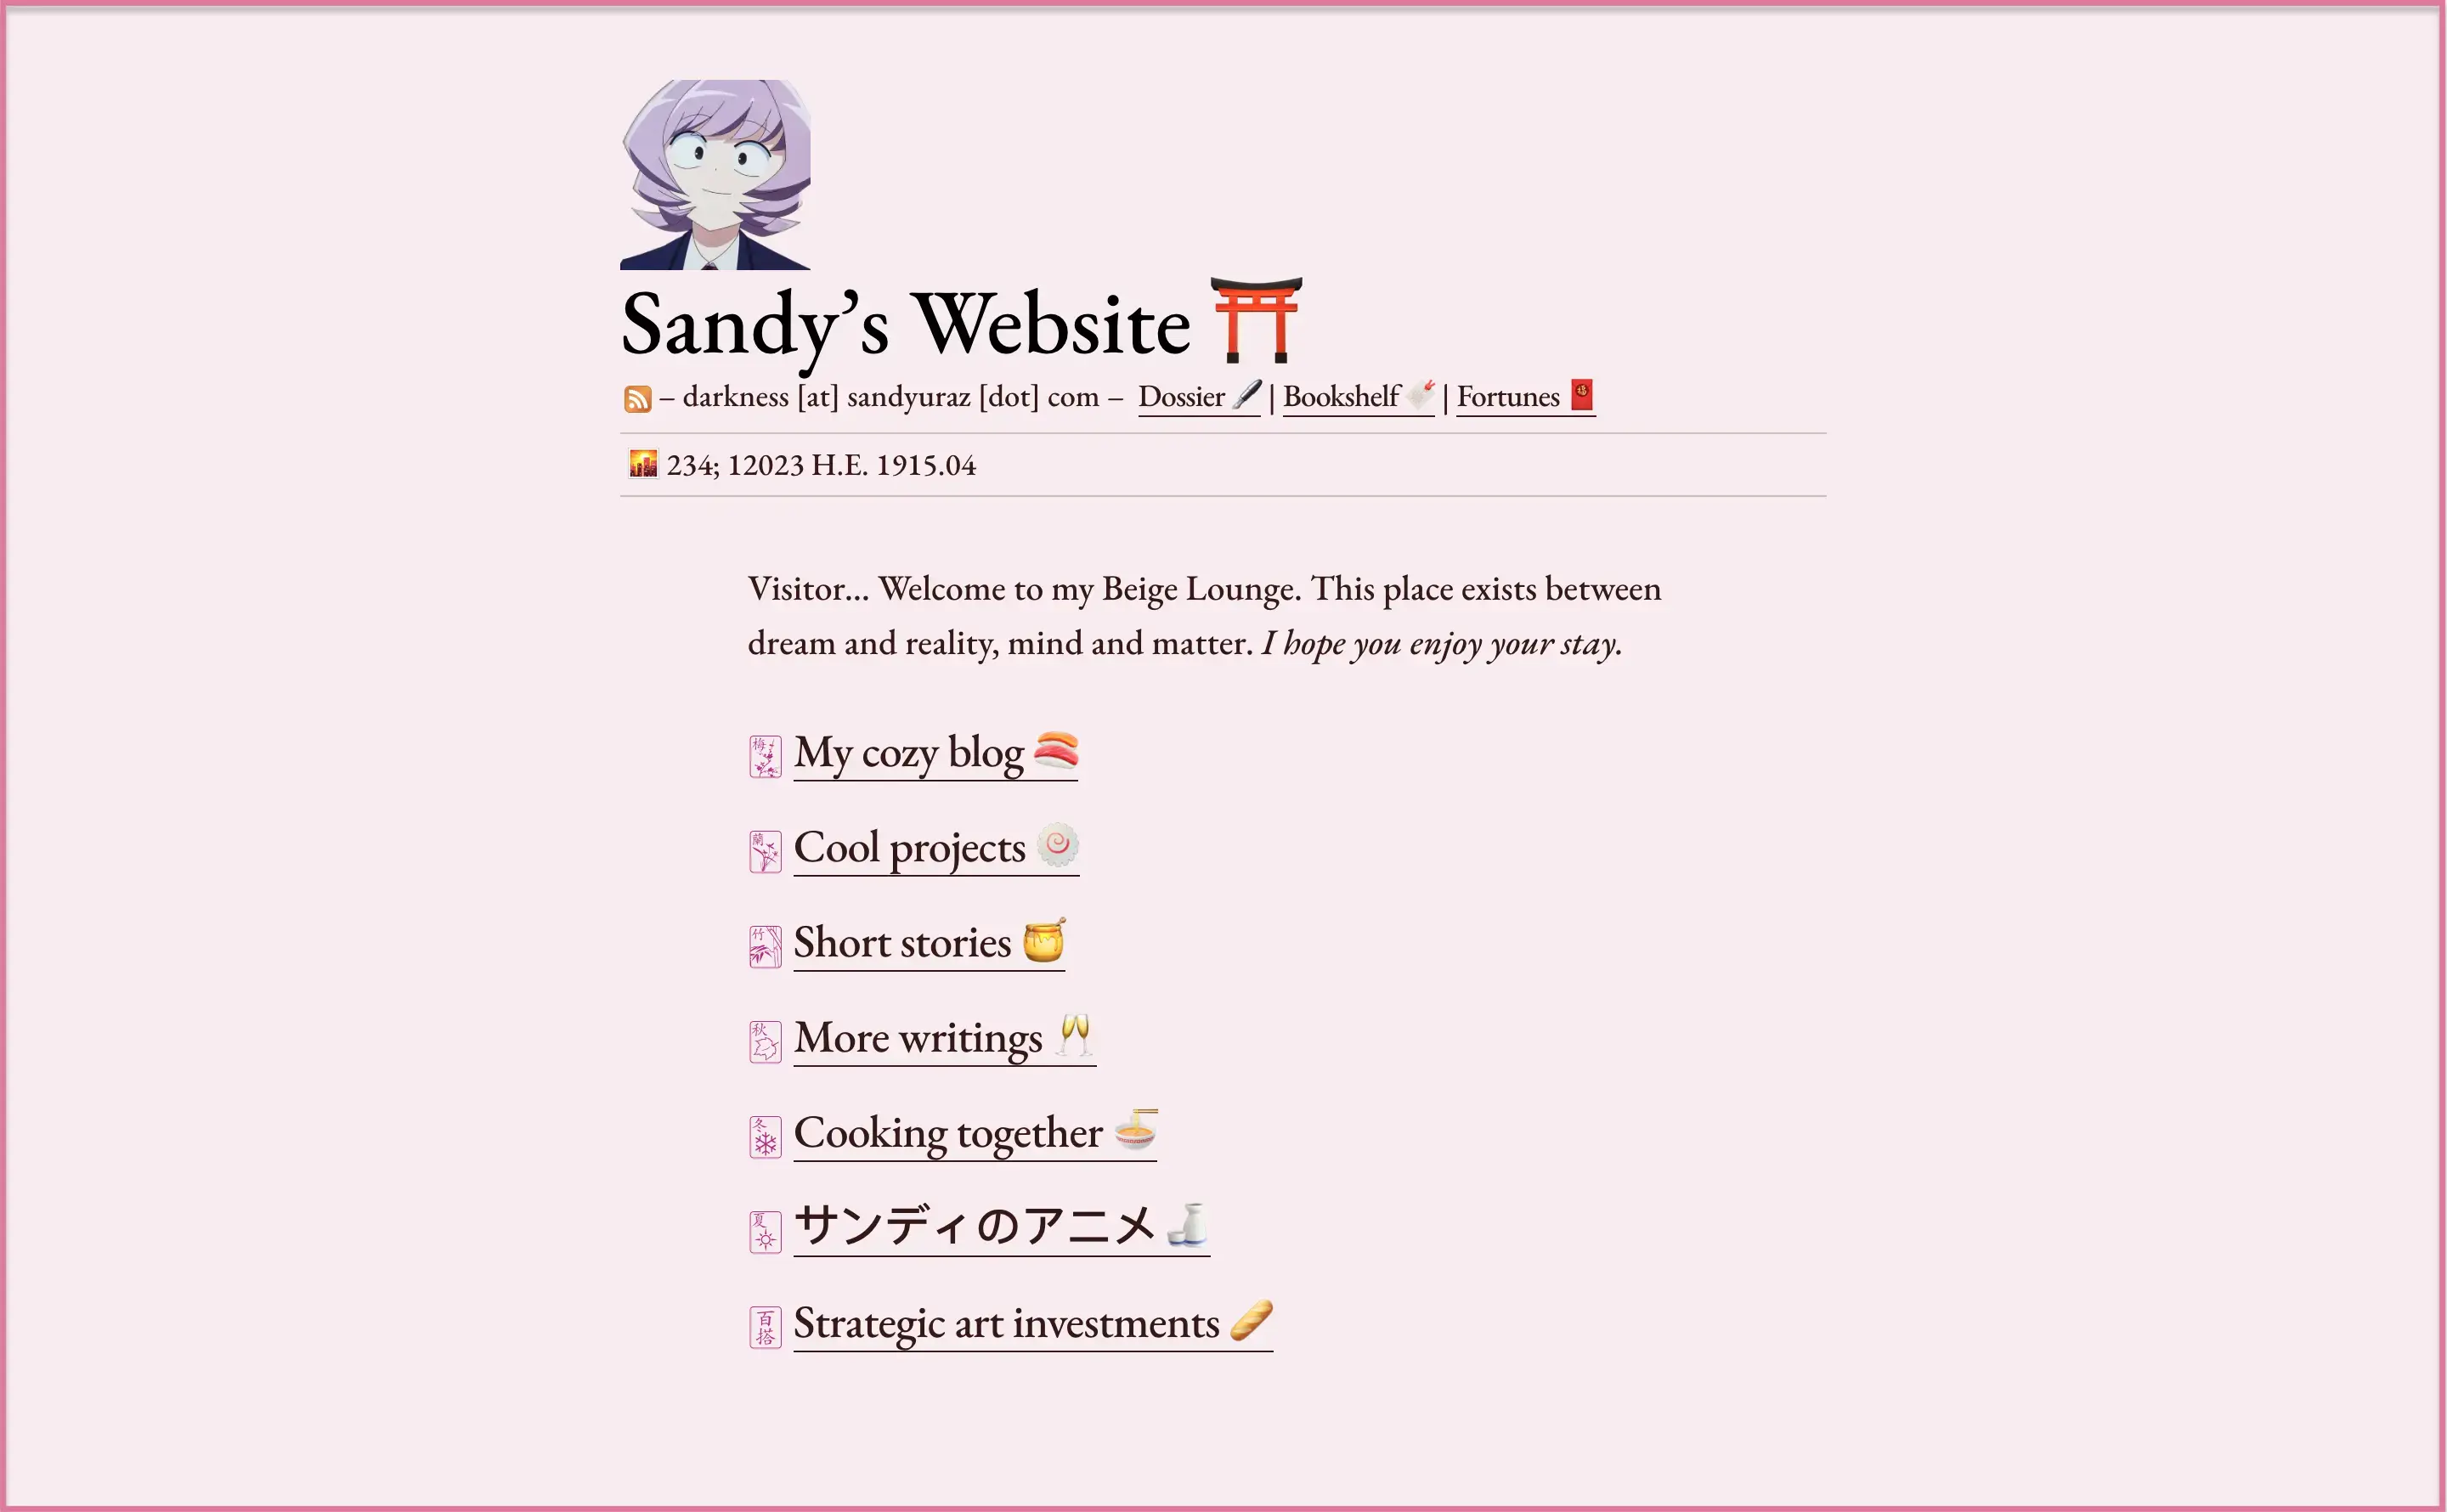 Sandy’s Website ⛩️
– darkness [at] sandyuraz [dot] com – Dossier 🖋️ | Bookshelf 🔖 | Fortunes 🧧
🌇 234; 12023 H.E. 1915.04
Visitor… Welcome to my Beige Lounge. This place exists between
dream and reality, mind and matter. I hope you enjoy your stay.
🀢 My cozy blog 🍣
🀣 Cool projects 🍥
🀤 Short stories 🍯
🀨 More writings 🥂
🀩 Cooking together 🍜
🀧 サンディのアニメ 🍶
🀪 Strategic art investments 🥖